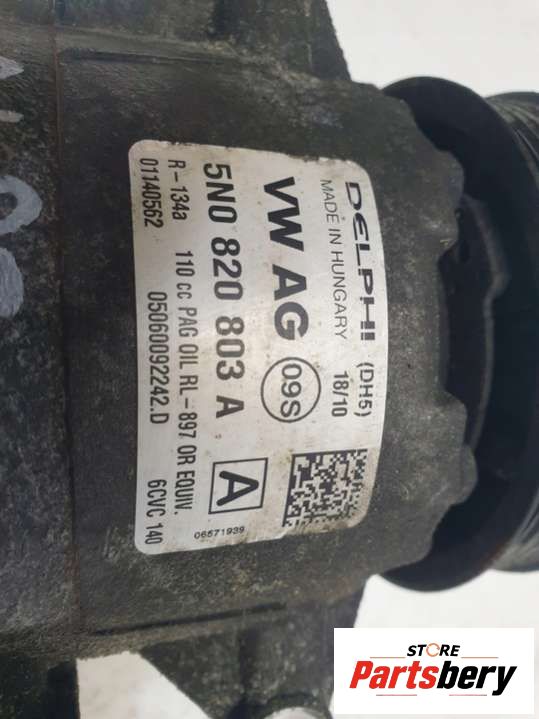 DELPHI (DH5)
MADE IN HUNGARY 18/10
VW AG 09S
5N0 820 803 A A
R-134a 110 cc PAG OIL RL-897 OR EQUIV.
01140562 05060092242.D 6CVC 140
06571939
STORE
Partsbery